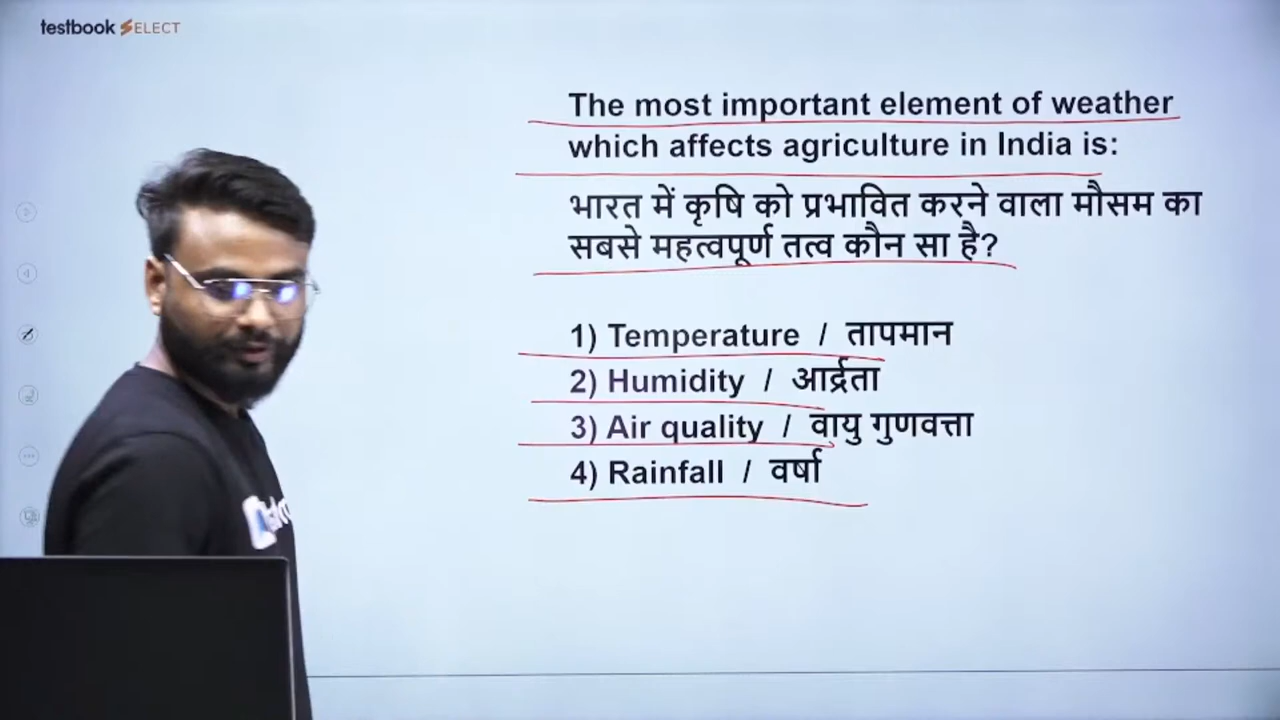 testbook SELECT
The most important element of weather
which affects agriculture in India is:
भारत में कृषि को प्रभावित करने वाला मौसम का
सबसे महत्वपूर्ण तत्व कौन सा है?
1) Temperature / तापमान
2) Humidity / आर्द्रता
3) Air quality / वायु गुणवत्ता
4) Rainfall / वर्षा